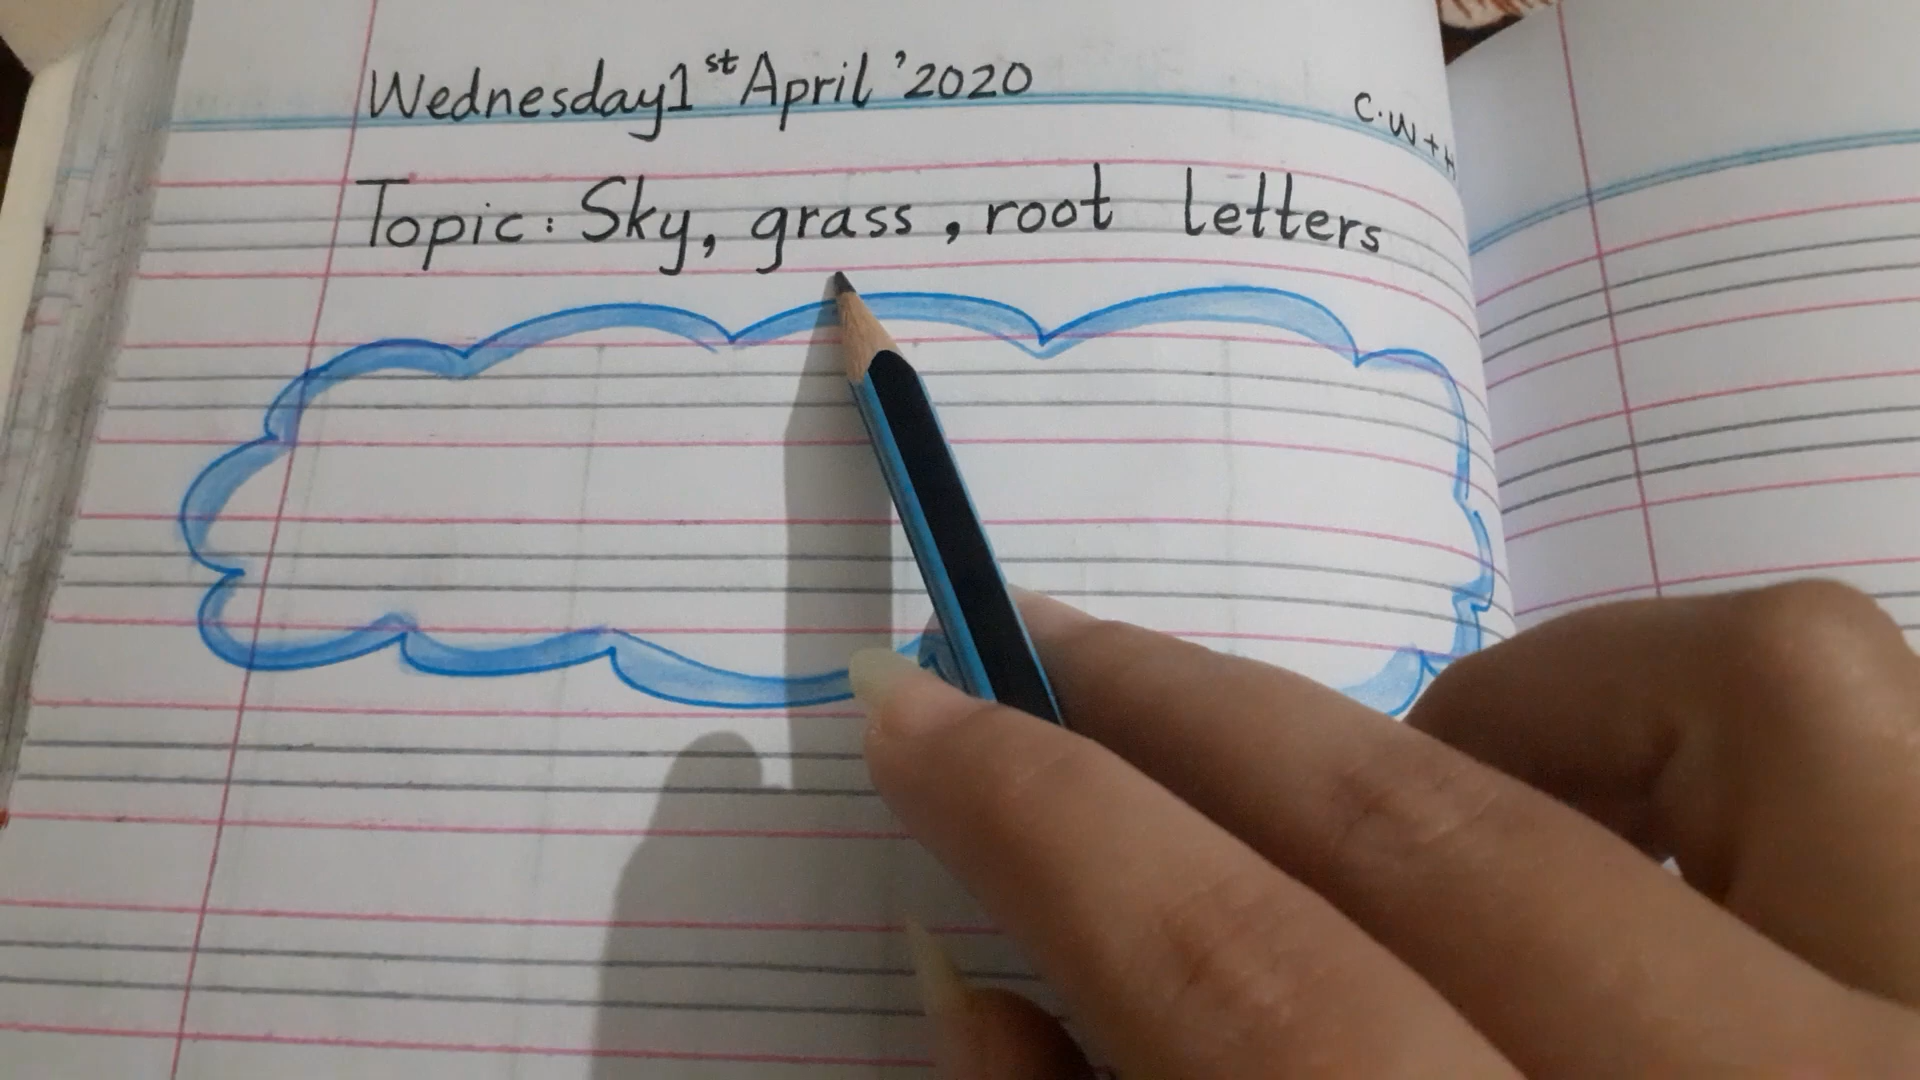 Wednesday 1st April '2020
C.W + H
Topic: Sky, grass, root letters